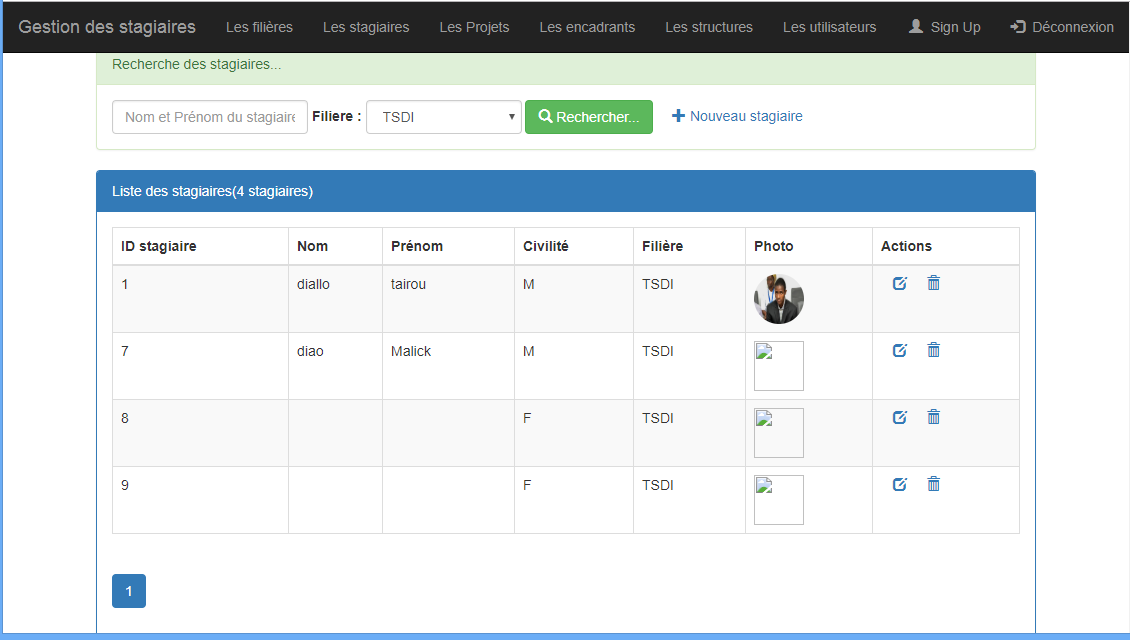 Gestion des stagiaires Les filières Les stagiaires Les Projets Les encadrants Les structures Les utilisateurs Sign Up Déconnexion
Recherche des stagiaires...
Nom et Prénom du stagiaire Filiere : TSDI Rechercher... Nouveau stagiaire
Liste des stagiaires(4 stagiaires)
ID stagiaire Nom Prénom Civilité Filière Photo Actions
1 diallo tairou M TSDI
7 diao Malick M TSDI
8 F TSDI
9 F TSDI
1